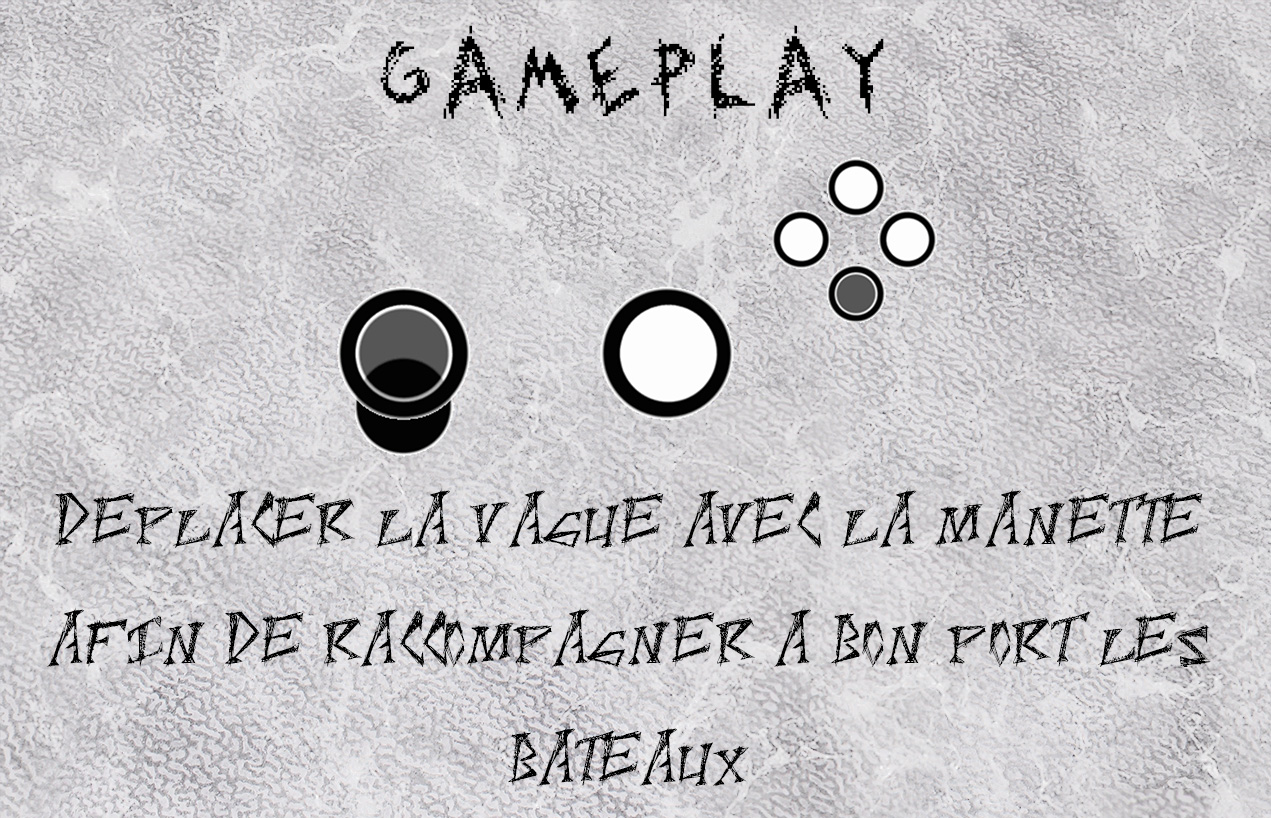 GAMEPLAY
DEPLACER LA VAGUE AVEC LA MANETTE
AFIN DE RACCOMPAGNER A BON PORT LES
BATEAUX